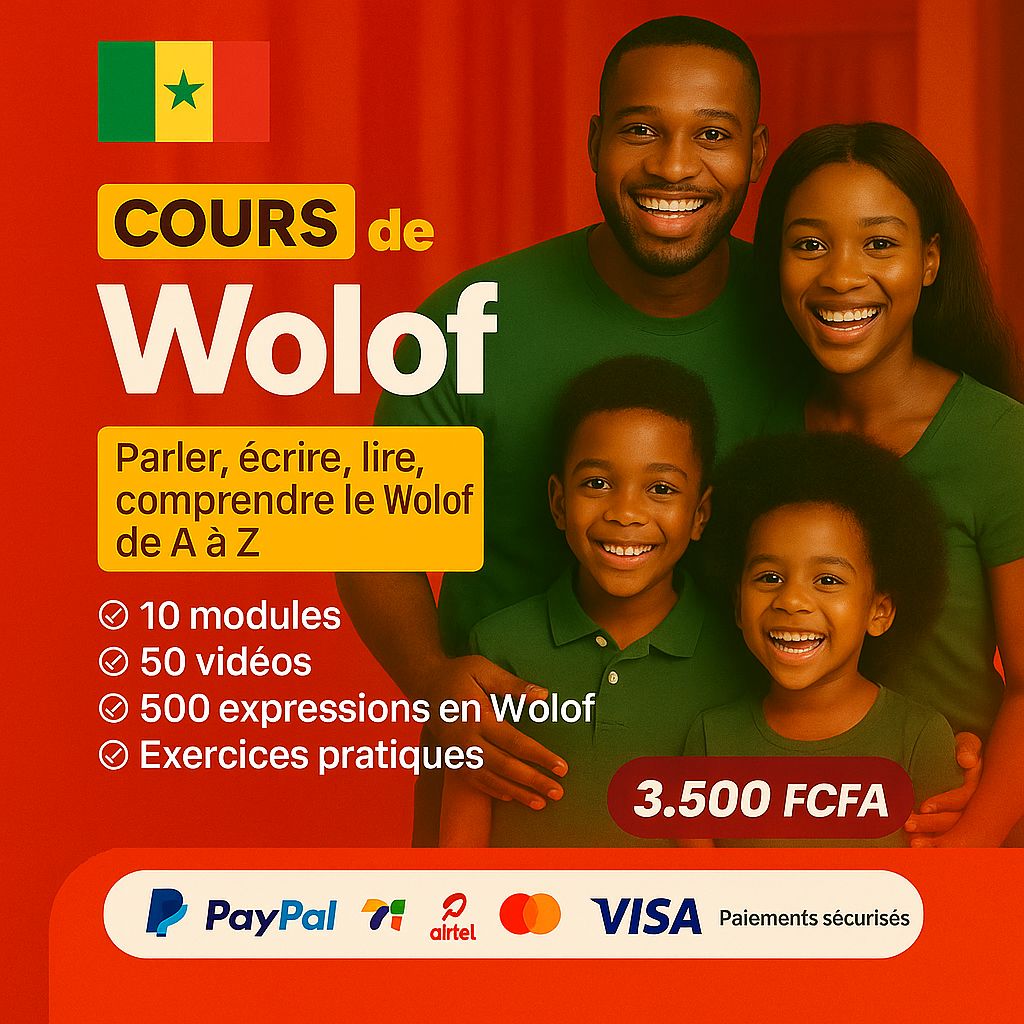 COURS de
Wolof
Parler, écrire, lire,
comprendre le Wolof
de A à Z
10 modules
50 vidéos
500 expressions en Wolof
Exercices pratiques
3.500 FCFA
PayPal airtel VISA Paiements sécurisés